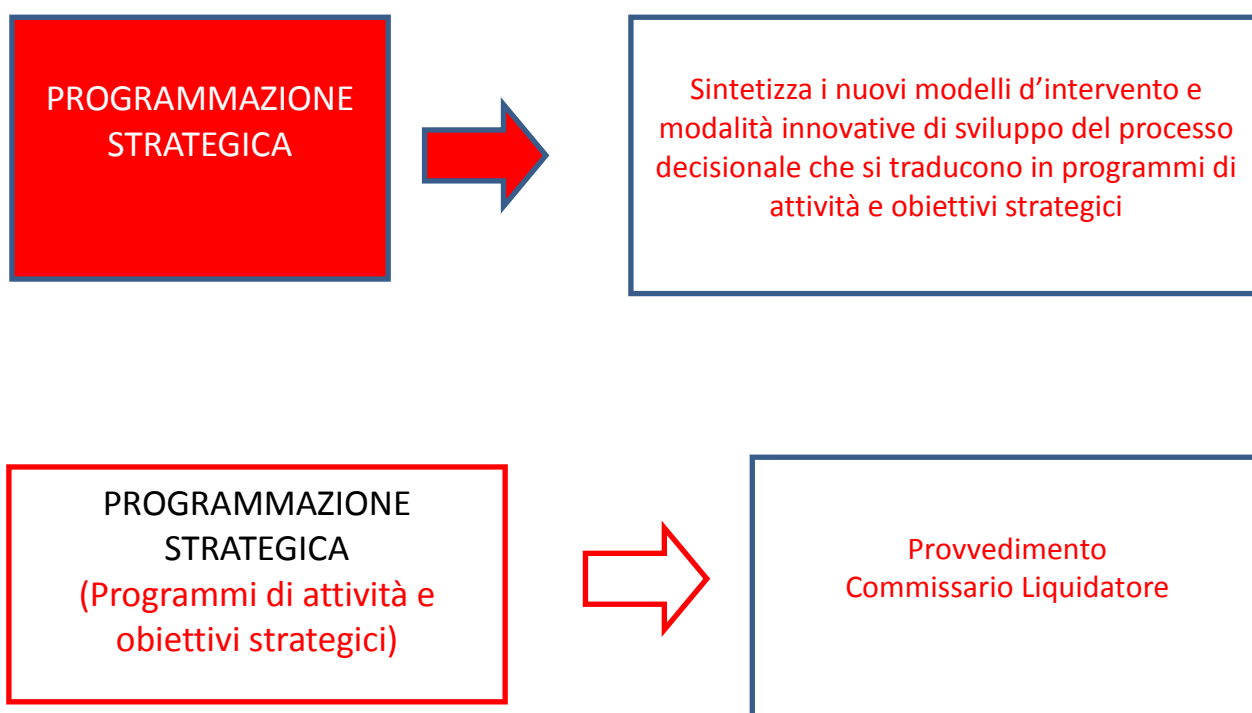 PROGRAMMAZIONE
STRATEGICA
Sintetizza i nuovi modelli d’intervento e
modalità innovative di sviluppo del processo
decisionale che si traducono in programmi di
attività e obiettivi strategici
PROGRAMMAZIONE
STRATEGICA
(Programmi di attività e
obiettivi strategici)
Provvedimento
Commissario Liquidatore